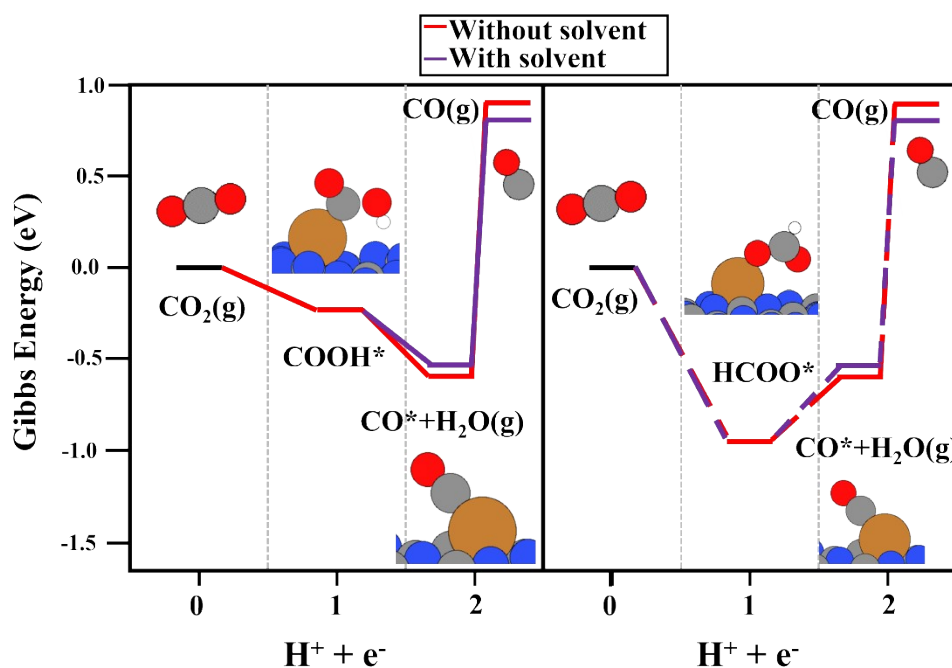 Without solvent
With solvent
Gibbs Energy (eV)
1.0
0.5
0.0
-0.5
-1.0
-1.5
CO(g)
CO₂(g)
COOH*
CO*+H₂O(g)
0
1
2
H⁺ + e⁻
CO(g)
CO₂(g)
HCOO*
CO*+H₂O(g)
0
1
2
H⁺ + e⁻